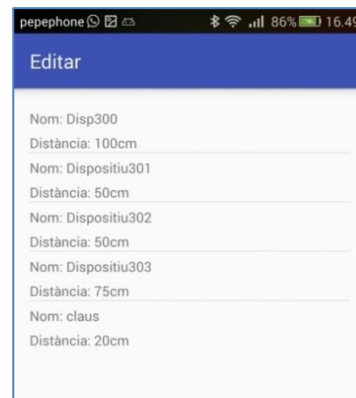 pepephone 86% 16.49
Editar
Nom: Disp300
Distància: 100cm
Nom: Dispositiu301
Distància: 50cm
Nom: Dispositiu302
Distància: 50cm
Nom: Dispositiu303
Distància: 75cm
Nom: claus
Distància: 20cm